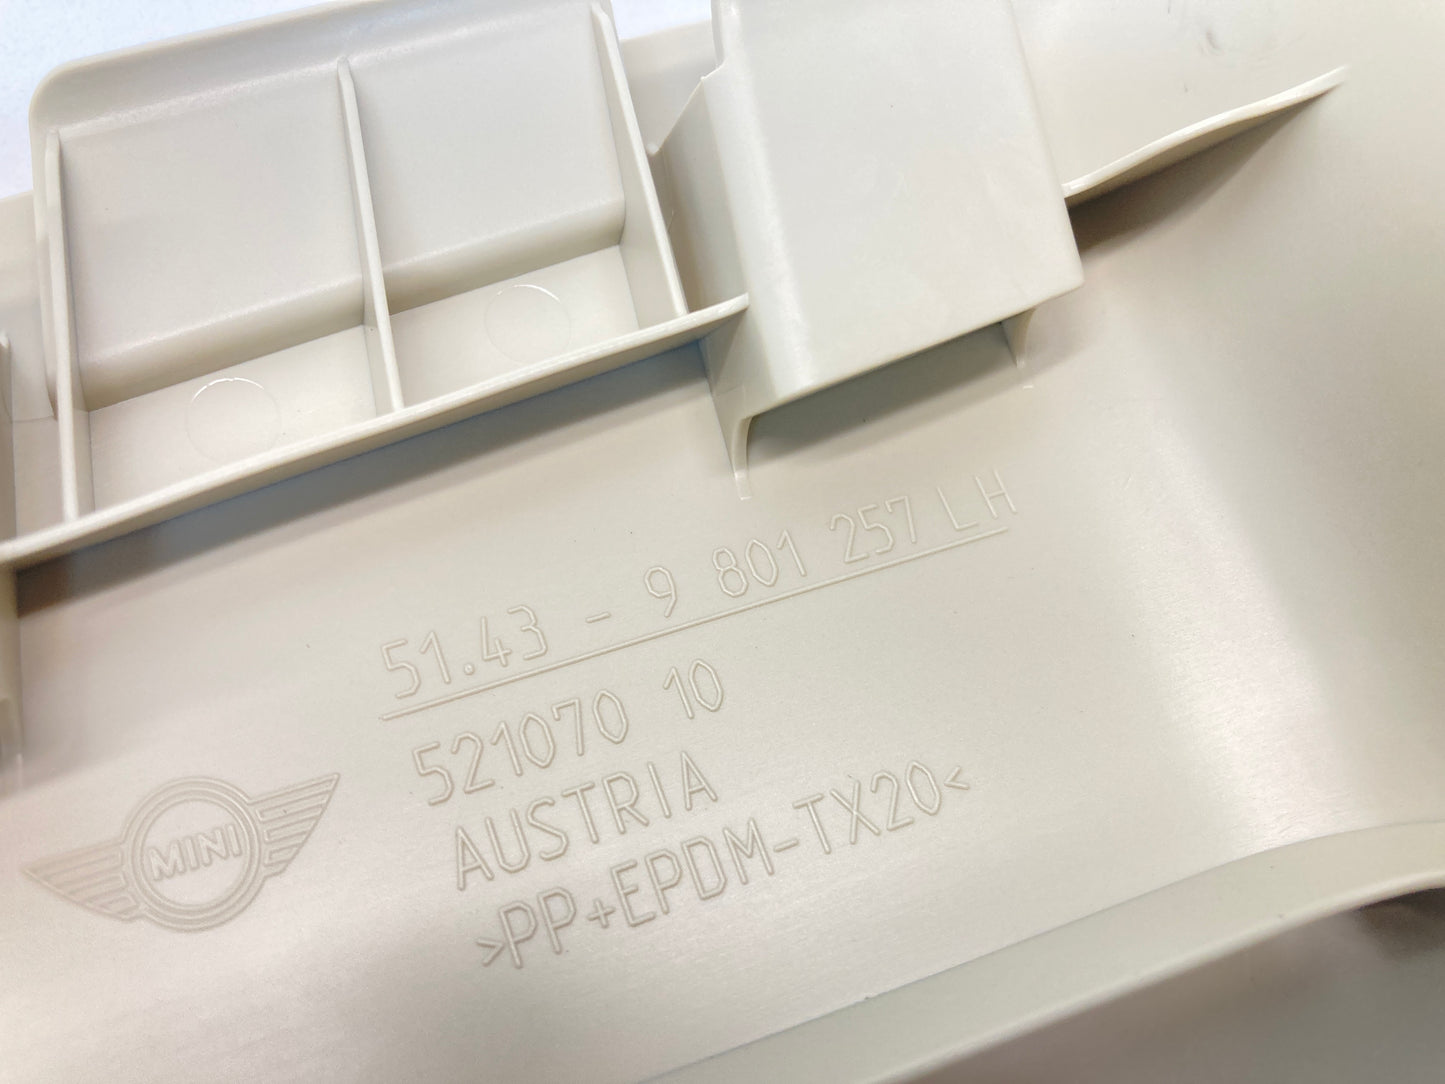 51.43 - 9 801 257 LH
521070 10
AUSTRIA
>PP+EPDM-TX20<
MINI